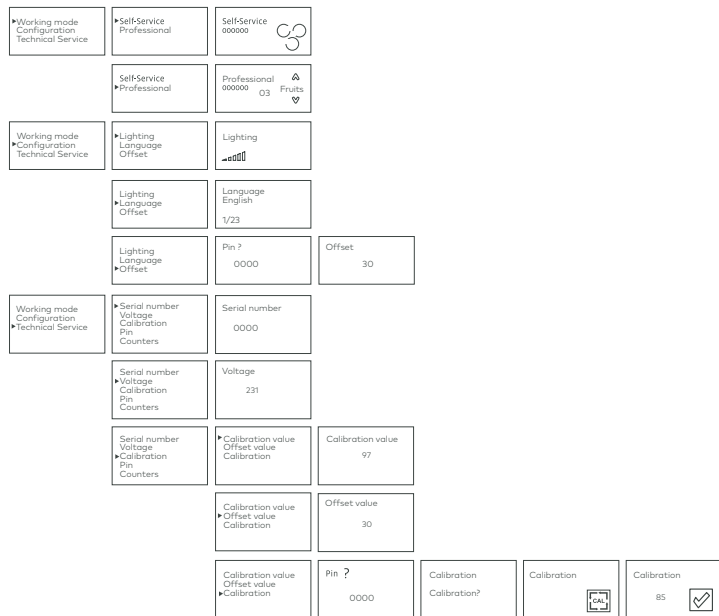 ▸Working mode
Configuration
Technical Service
▸Self-Service
Professional
Self-Service
000000
Self-Service
▸Professional
Professional
000000
03
Fruits
Working mode
▸Configuration
Technical Service
▸Lighting
Language
Offset
Lighting
Lighting
▸Language
Offset
Language
English
1/23
Lighting
Language
▸Offset
Pin ?
0000
Offset
30
Working mode
Configuration
▸Technical Service
▸Serial number
Voltage
Calibration
Pin
Counters
Serial number
0000
Serial number
▸Voltage
Calibration
Pin
Counters
Voltage
231
Serial number
Voltage
▸Calibration
Pin
Counters
▸Calibration value
Offset value
Calibration
Calibration value
97
Calibration value
▸Offset value
Calibration
Offset value
30
Calibration value
Offset value
▸Calibration
Pin ?
0000
Calibration
Calibration?
Calibration
CAL
Calibration
85